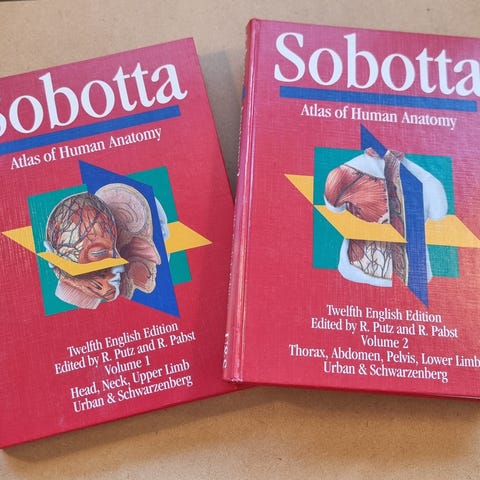 Sobotta
Atlas of Human Anatomy
Twelfth English Edition
Edited by R. Putz and R. Pabst
Volume 1
Head, Neck, Upper Limb
Urban & Schwarzenberg
Sobotta
Atlas of Human Anatomy
Twelfth English Edition
Edited by R. Putz and R. Pabst
Volume 2
Thorax, Abdomen, Pelvis, Lower Limb
Urban & Schwarzenberg